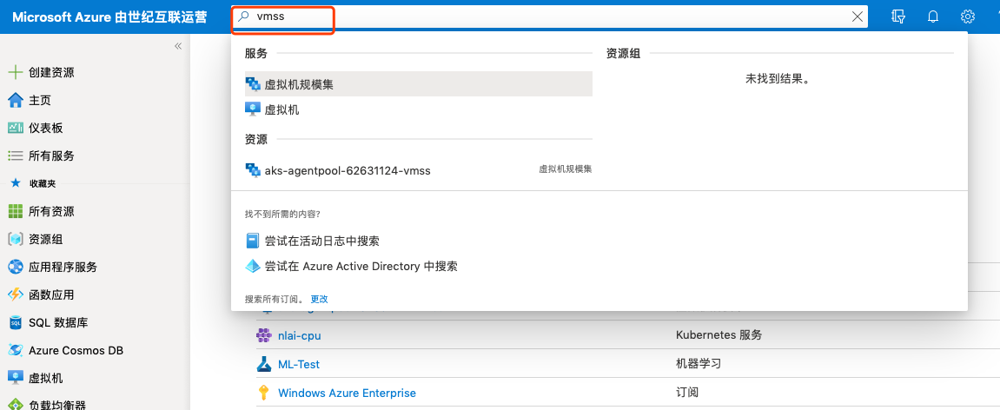 Microsoft Azure 由世纪互联运营
vmss
创建资源
主页
仪表板
所有服务
收藏夹
所有资源
资源组
应用程序服务
函数应用
SQL 数据库
Azure Cosmos DB
虚拟机
负载均衡器
服务
虚拟机规模集
虚拟机
资源
aks-agentpool-62631124-vmss 虚拟机规模集
资源组
未找到结果。
找不到所需的内容?
尝试在活动日志中搜索
尝试在 Azure Active Directory 中搜索
搜索所有订阅。 更改
nlai-cpu Kubernetes 服务
ML-Test 机器学习
Windows Azure Enterprise 订阅